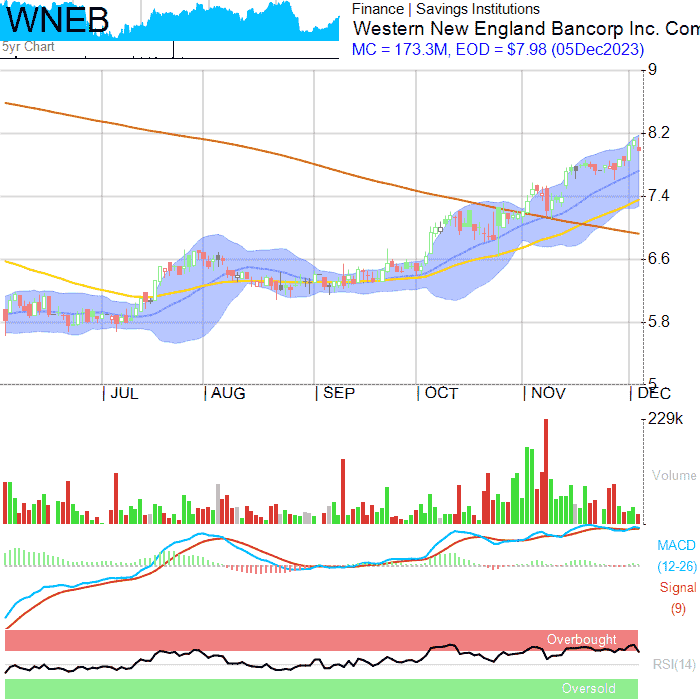 WNEB
5yr Chart
Finance | Savings Institutions
Western New England Bancorp Inc. Com
MC = 173.3M, EOD = $7.98 (05Dec2023)
9
8.2
7.4
6.6
5.8
5
| JUL | AUG | SEP | OCT | NOV | DEC
229k
Volume
MACD
(12-26)
Signal
(9)
Overbought
RSI(14)
Oversold